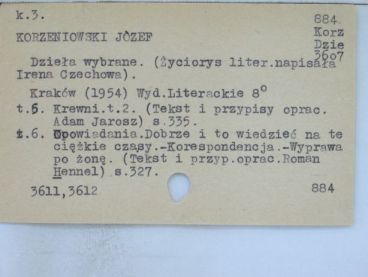 k.3.
884
Korz
Dzie
3607
KORZENIOWSKI JÓZEF
Dzieła wybrane. (Życiorys liter.napisała
Irena Czechowa).
Kraków (1954) Wyd.Literackie 8°
t.5. Krewni.t.2. (Tekst i przypisy oprac.
Adam Jarosz) s.335.
t.6. Opowiadania.Dobrze i to wiedzieć na te
ciężkie czasy.-Korespondencja.-Wyprawa
po żonę. (Tekst i przyp.oprac.Roman
Hennel) s.327.
3611,3612
884